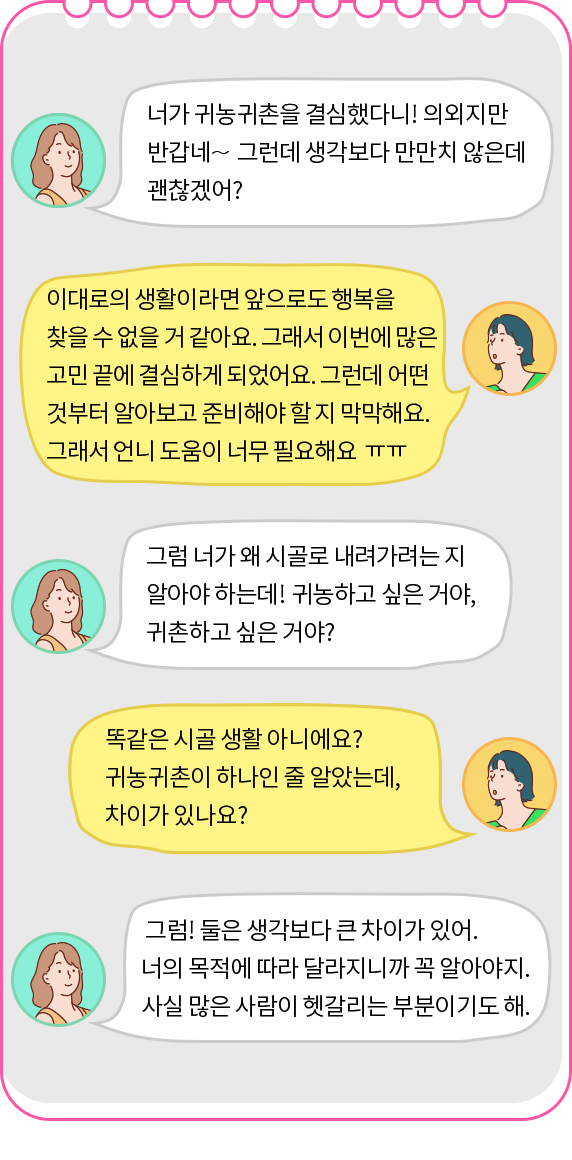 너가 귀농귀촌을 결심했다니! 의외지만
반갑네~ 그런데 생각보다 만만치 않은데
괜찮겠어?
이대로의 생활이라면 앞으로도 행복을
찾을 수 없을 거 같아요. 그래서 이번에 많은
고민 끝에 결심하게 되었어요. 그런데 어떤
것부터 알아보고 준비해야 할 지 막막해요.
그래서 언니 도움이 너무 필요해요 ㅠㅠ
그럼 너가 왜 시골로 내려가려는 지
알아야 하는데! 귀농하고 싶은 거야,
귀촌하고 싶은 거야?
똑같은 시골 생활 아니에요?
귀농귀촌이 하나인 줄 알았는데,
차이가 있나요?
그럼! 둘은 생각보다 큰 차이가 있어.
너의 목적에 따라 달라지니까 꼭 알아야지.
사실 많은 사람이 헷갈리는 부분이기도 해.